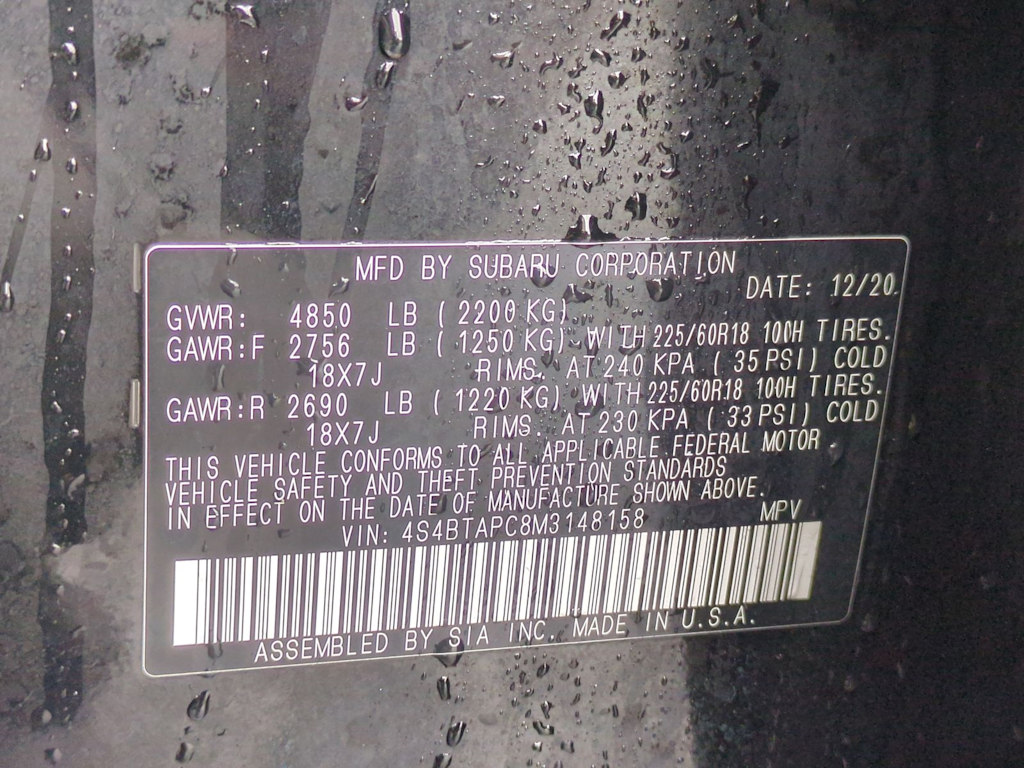 MFD BY SUBARU CORPORATION
DATE: 12/20
GVWR: 4850 LB ( 2200 KG)
GAWR:F 2756 LB ( 1250 KG) WITH 225/60R18 100H TIRES.
18X7J RIMS. AT 240 KPA ( 35 PSI) COLD
GAWR:R 2690 LB ( 1220 KG) WITH 225/60R18 100H TIRES.
18X7J RIMS. AT 230 KPA ( 33 PSI) COLD
THIS VEHICLE CONFORMS TO ALL APPLICABLE FEDERAL MOTOR
VEHICLE SAFETY AND THEFT PREVENTION STANDARDS
IN EFFECT ON THE DATE OF MANUFACTURE SHOWN ABOVE.
VIN: 4S4BTAPC8M3148158 MPV
ASSEMBLED BY SIA INC. MADE IN U.S.A.